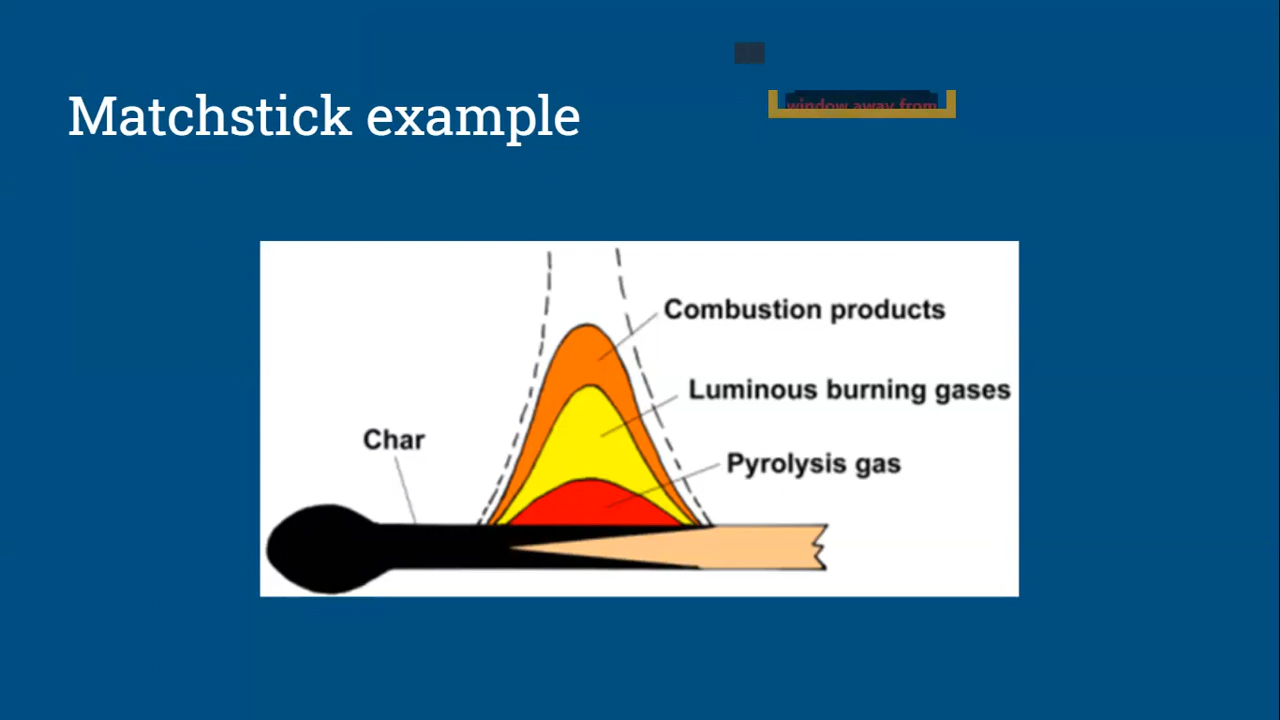 Matchstick example
window away from
Combustion products
Luminous burning gases
Char
Pyrolysis gas